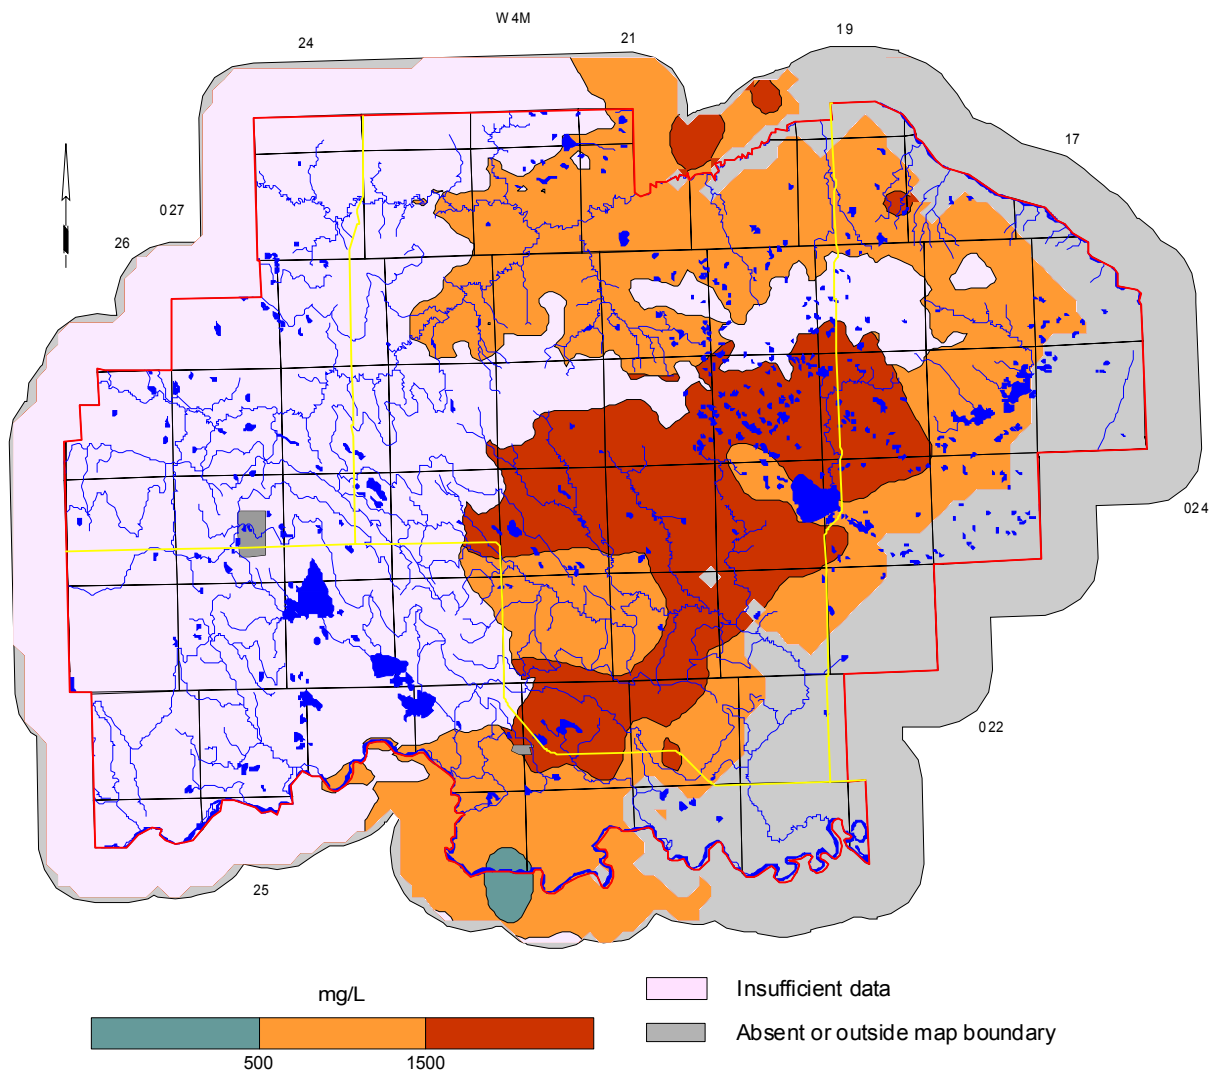 W 4M
24
21
19
17
027
26
024
022
25
mg/L
500
1500
Insufficient data
Absent or outside map boundary